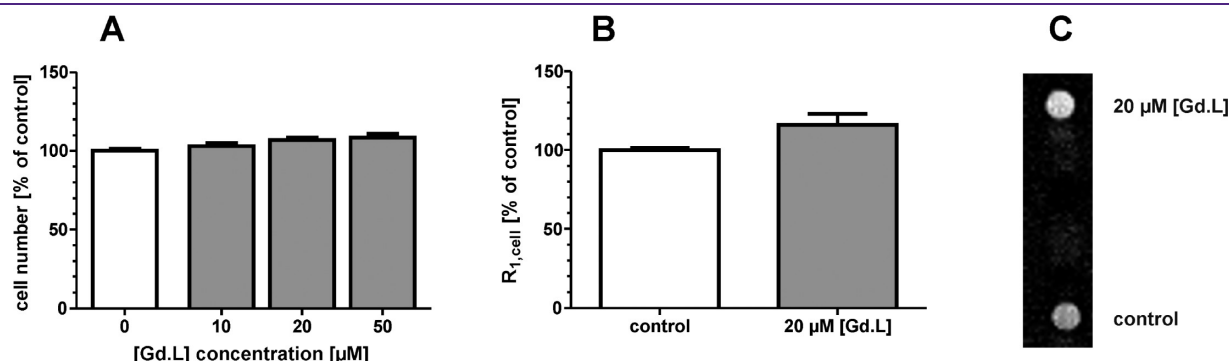 A
cell number [% of control]
150
100
50
0
0 10 20 50
[Gd.L] concentration [µM]
B
R1,cell [% of control]
150
100
50
0
control 20 µM [Gd.L]
C
20 µM [Gd.L]
control